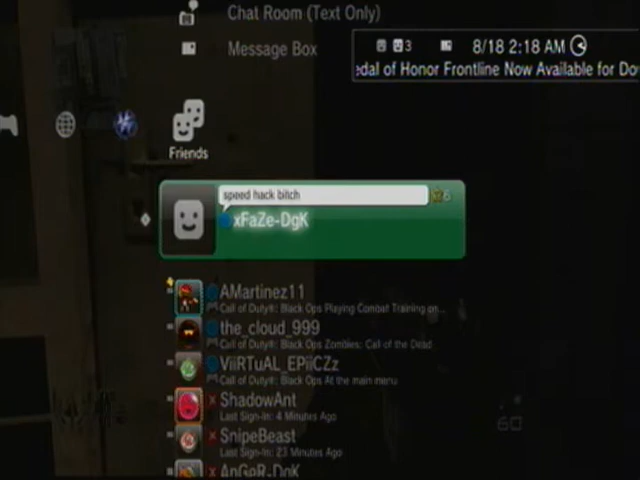 Chat Room (Text Only)
Message Box
3
8/18 2:18 AM
edal of Honor Frontline Now Available for Do
Friends
speed hack bitch
6
xFaZe-DgK
AMartinez11
Call of Duty®: Black Ops Playing Combat Training on...
the_cloud_999
Call of Duty®: Black Ops Zombies: Call of the Dead
ViiRTuAL_EPiiCZz
Call of Duty®: Black Ops At the main menu
ShadowAnt
Last Sign-In: 4 Minutes Ago
SnipeBeast
Last Sign-In: 23 Minutes Ago
AnGeR-DgK
60